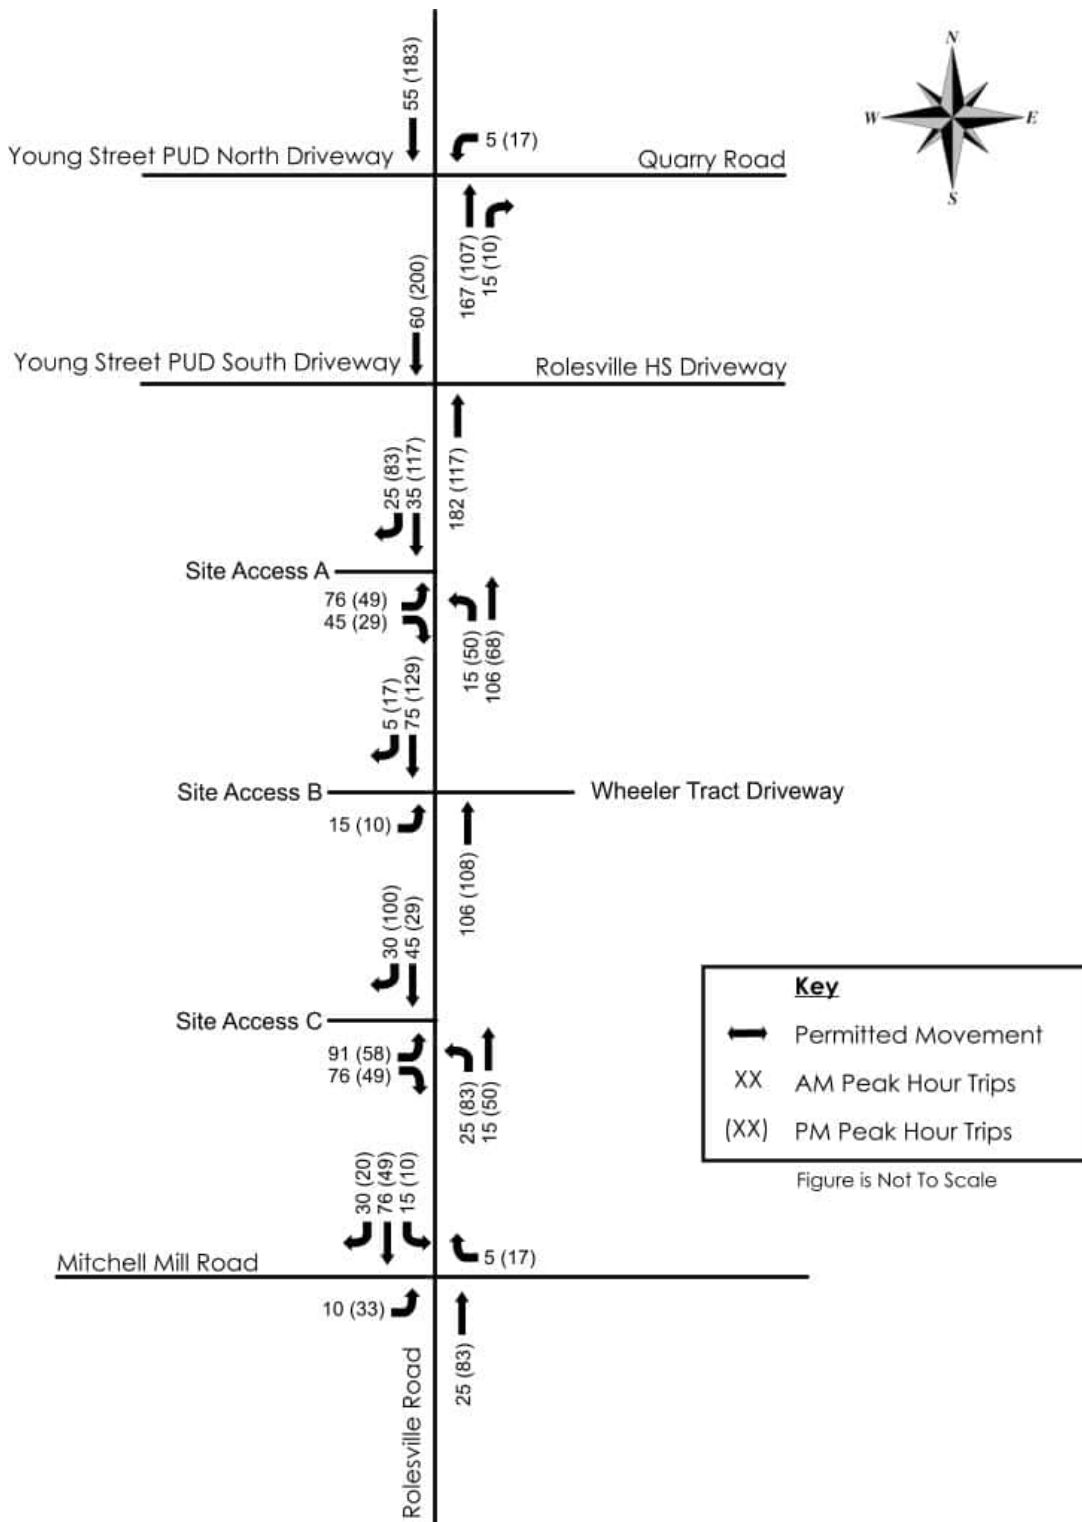 N
W
E
S
55 (183)
5 (17)
Young Street PUD North Driveway
Quarry Road
167 (107)
15 (10)
60 (200)
Young Street PUD South Driveway
Rolesville HS Driveway
25 (83)
35 (117)
182 (117)
Site Access A
76 (49)
45 (29)
15 (50)
106 (68)
5 (17)
75 (129)
Site Access B
Wheeler Tract Driveway
15 (10)
106 (108)
30 (100)
45 (29)
Site Access C
91 (58)
76 (49)
25 (83)
15 (50)
Key
Permitted Movement
XX AM Peak Hour Trips
(XX) PM Peak Hour Trips
Figure is Not To Scale
30 (20)
76 (49)
15 (10)
Mitchell Mill Road
5 (17)
10 (33)
25 (83)
Rolesville Road